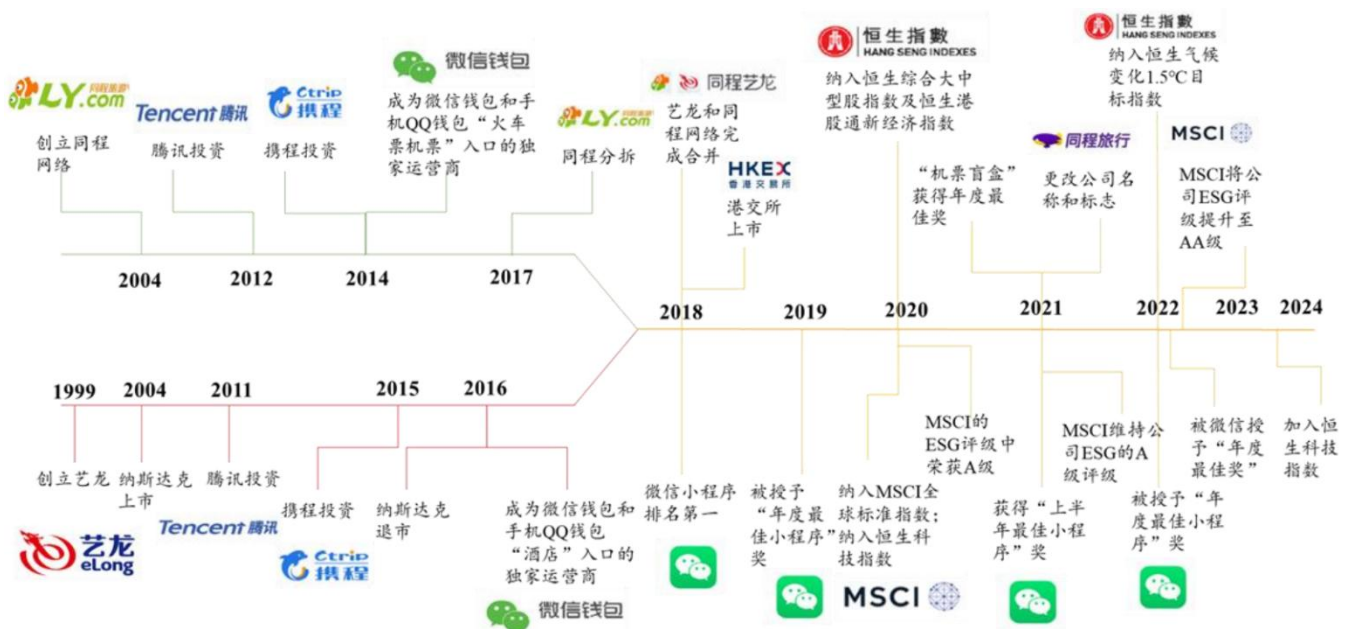 同程旅游
LY.com
创立同程
网络
Tencent 腾讯
腾讯投资
Ctrip
携程
携程投资
微信钱包
成为微信钱包和手
机QQ钱包“火车
票机票”入口的独
家运营商
LY.com
同程分拆
同程艺龙
艺龙和同
程网络完
成合并
HKEX
香港交易所
港交所
上市
恒生指數
HANG SENG INDEXES
纳入恒生综合大中
型股指数及恒生港
股通新经济指数
“机票盲盒”
获得年度最
佳奖
同程旅行
更改公司名
称和标志
恒生指數
HANG SENG INDEXES
纳入恒生气候
变化1.5℃目
标指数
MSCI
MSCI将公
司ESG评
级提升至
AA级
2004
2012
2014
2017
2018
2019
2020
2021
2022
2023
2024
1999
2004
2011
2015
2016
创立艺龙
艺龙
eLong
纳斯达克
上市
腾讯投资
Tencent 腾讯
携程投资
Ctrip
携程
纳斯达克
退市
成为微信钱包和
手机QQ钱包
“酒店”入口的
独家运营商
微信钱包
微信小程序
排名第一
被授予
“年度最
佳小程序”
奖
纳入MSCI全
球标准指数；
纳入恒生科
技指数
MSCI
MSCI的
ESG评级中
荣获A级
获得“上半
年最佳小程
序”奖
MSCI维持公
司ESG的A
级评级
被授予“年
度最佳小程
序”奖
被微信授
予“年度
最佳奖”
加入恒
生科技
指数